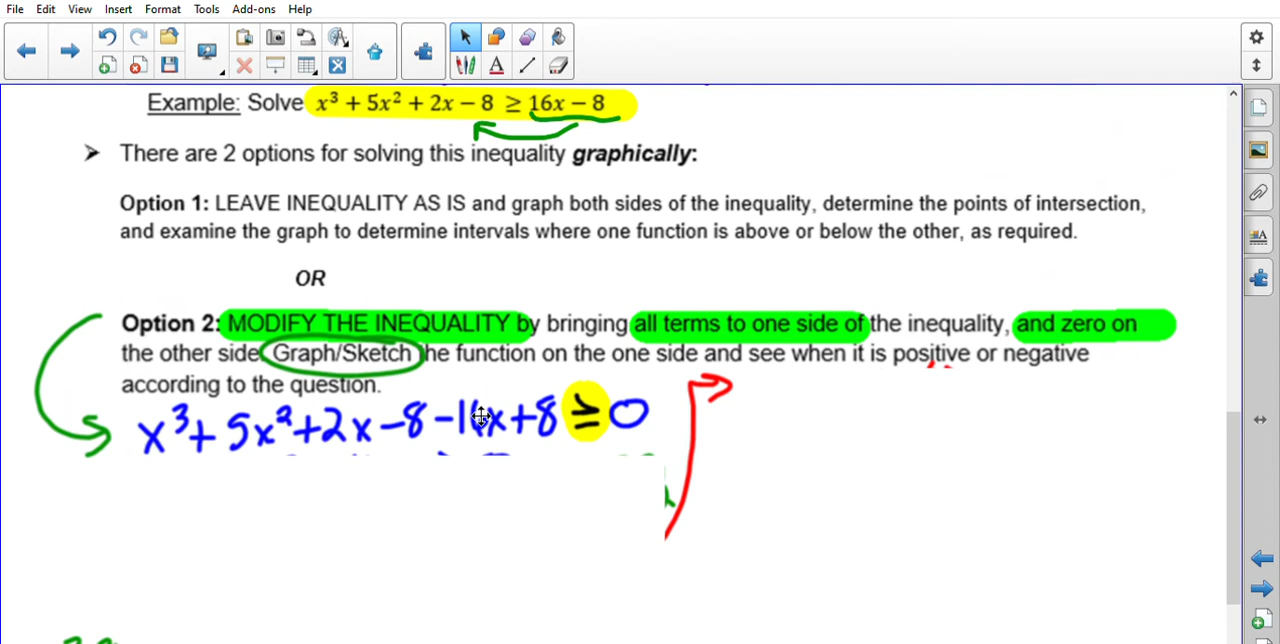 File Edit View Insert Format Tools Add-ons Help
Example: Solve x³ + 5x² + 2x − 8 ≥ 16x − 8
➤ There are 2 options for solving this inequality graphically:
Option 1: LEAVE INEQUALITY AS IS and graph both sides of the inequality, determine the points of intersection,
and examine the graph to determine intervals where one function is above or below the other, as required.
OR
Option 2: MODIFY THE INEQUALITY by bringing all terms to one side of the inequality, and zero on
the other side Graph/Sketch the function on the one side and see when it is positive or negative
according to the question.
x³ + 5x² + 2x − 8 − 16x + 8 ≥ 0